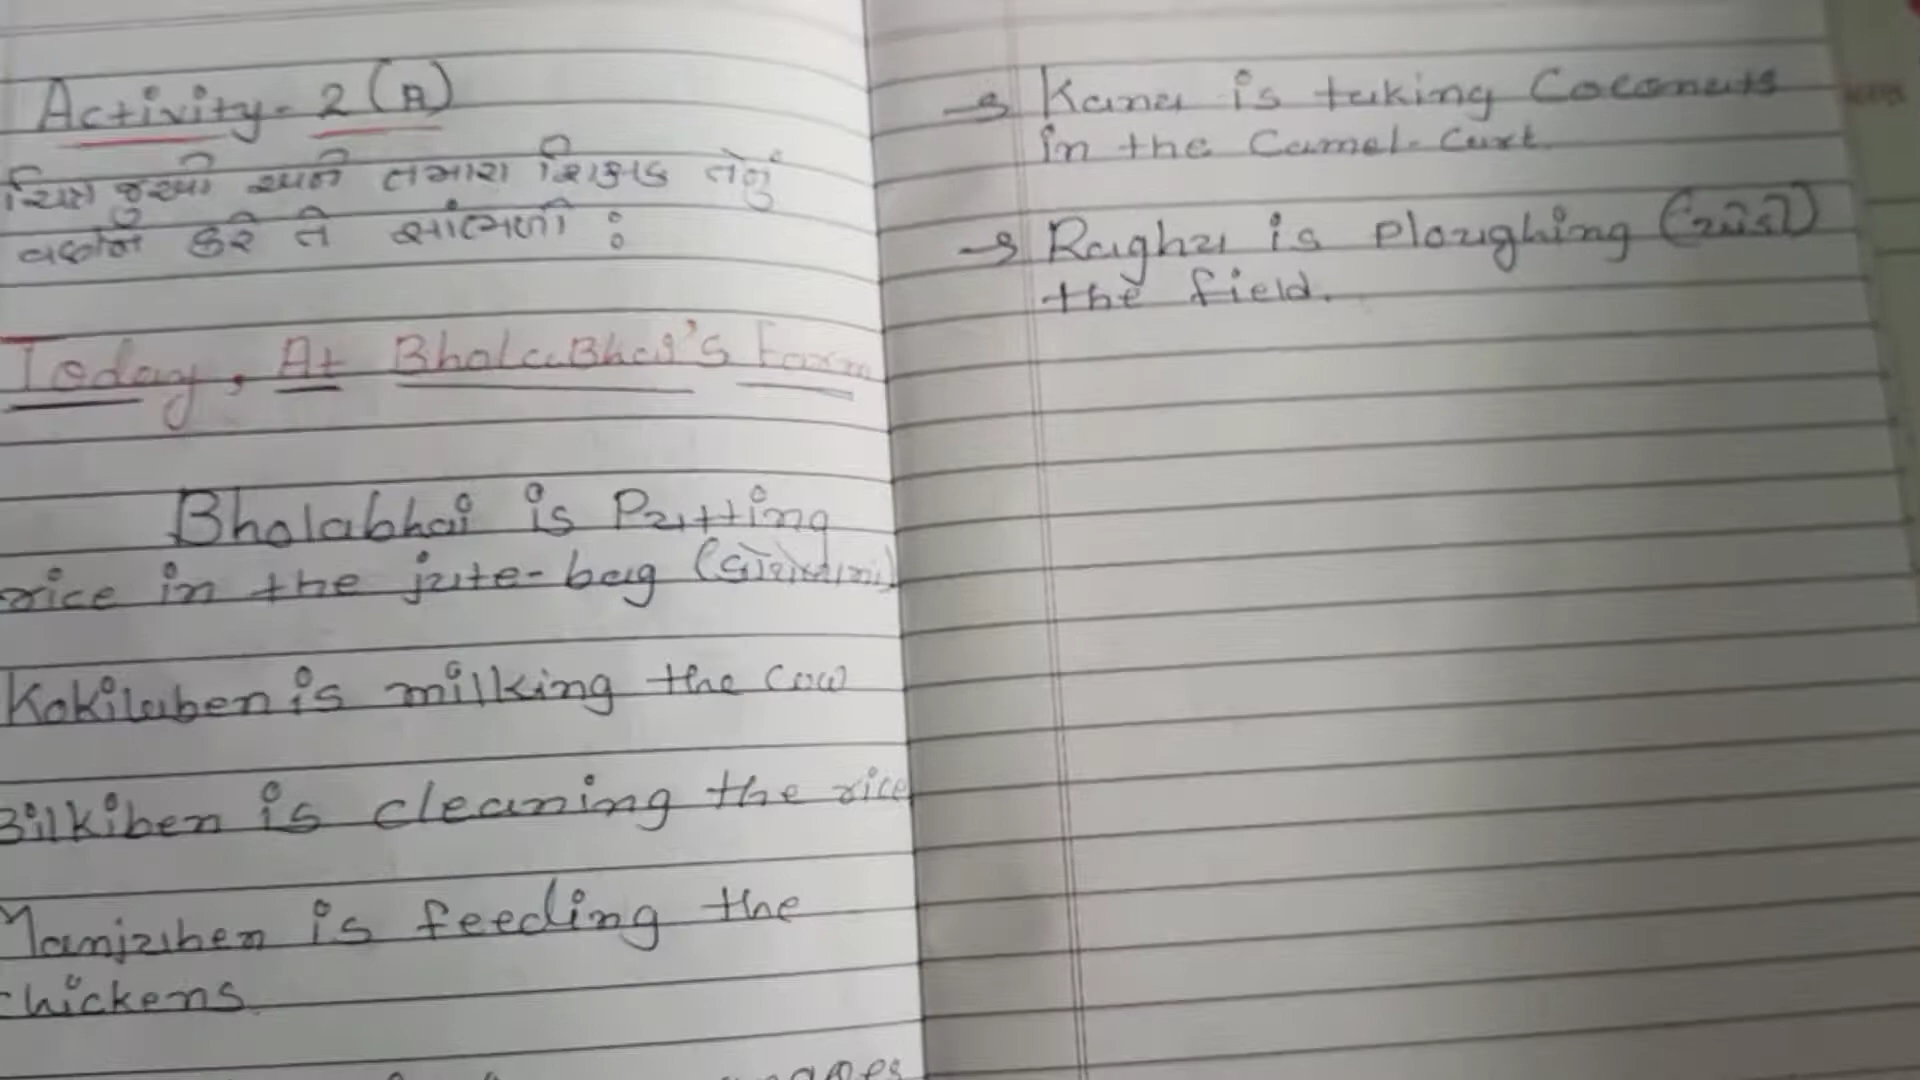 Activity - 2 (A)
ચિત્ર જુઓ અને તમારા શિક્ષક તેનું
વર્ણન કરે તે સાંભળો :
Today, At BholaBhai's Farm
Bholabhai is Putting
rice in the jute-bag
Kokilaben is milking the cow
Bilkiben is cleaning the rice
Manjuben is feeding the
chickens.
→ Kanu is taking Coconuts
in the Camel-Cart.
→ Raghu is Ploughing
the field.